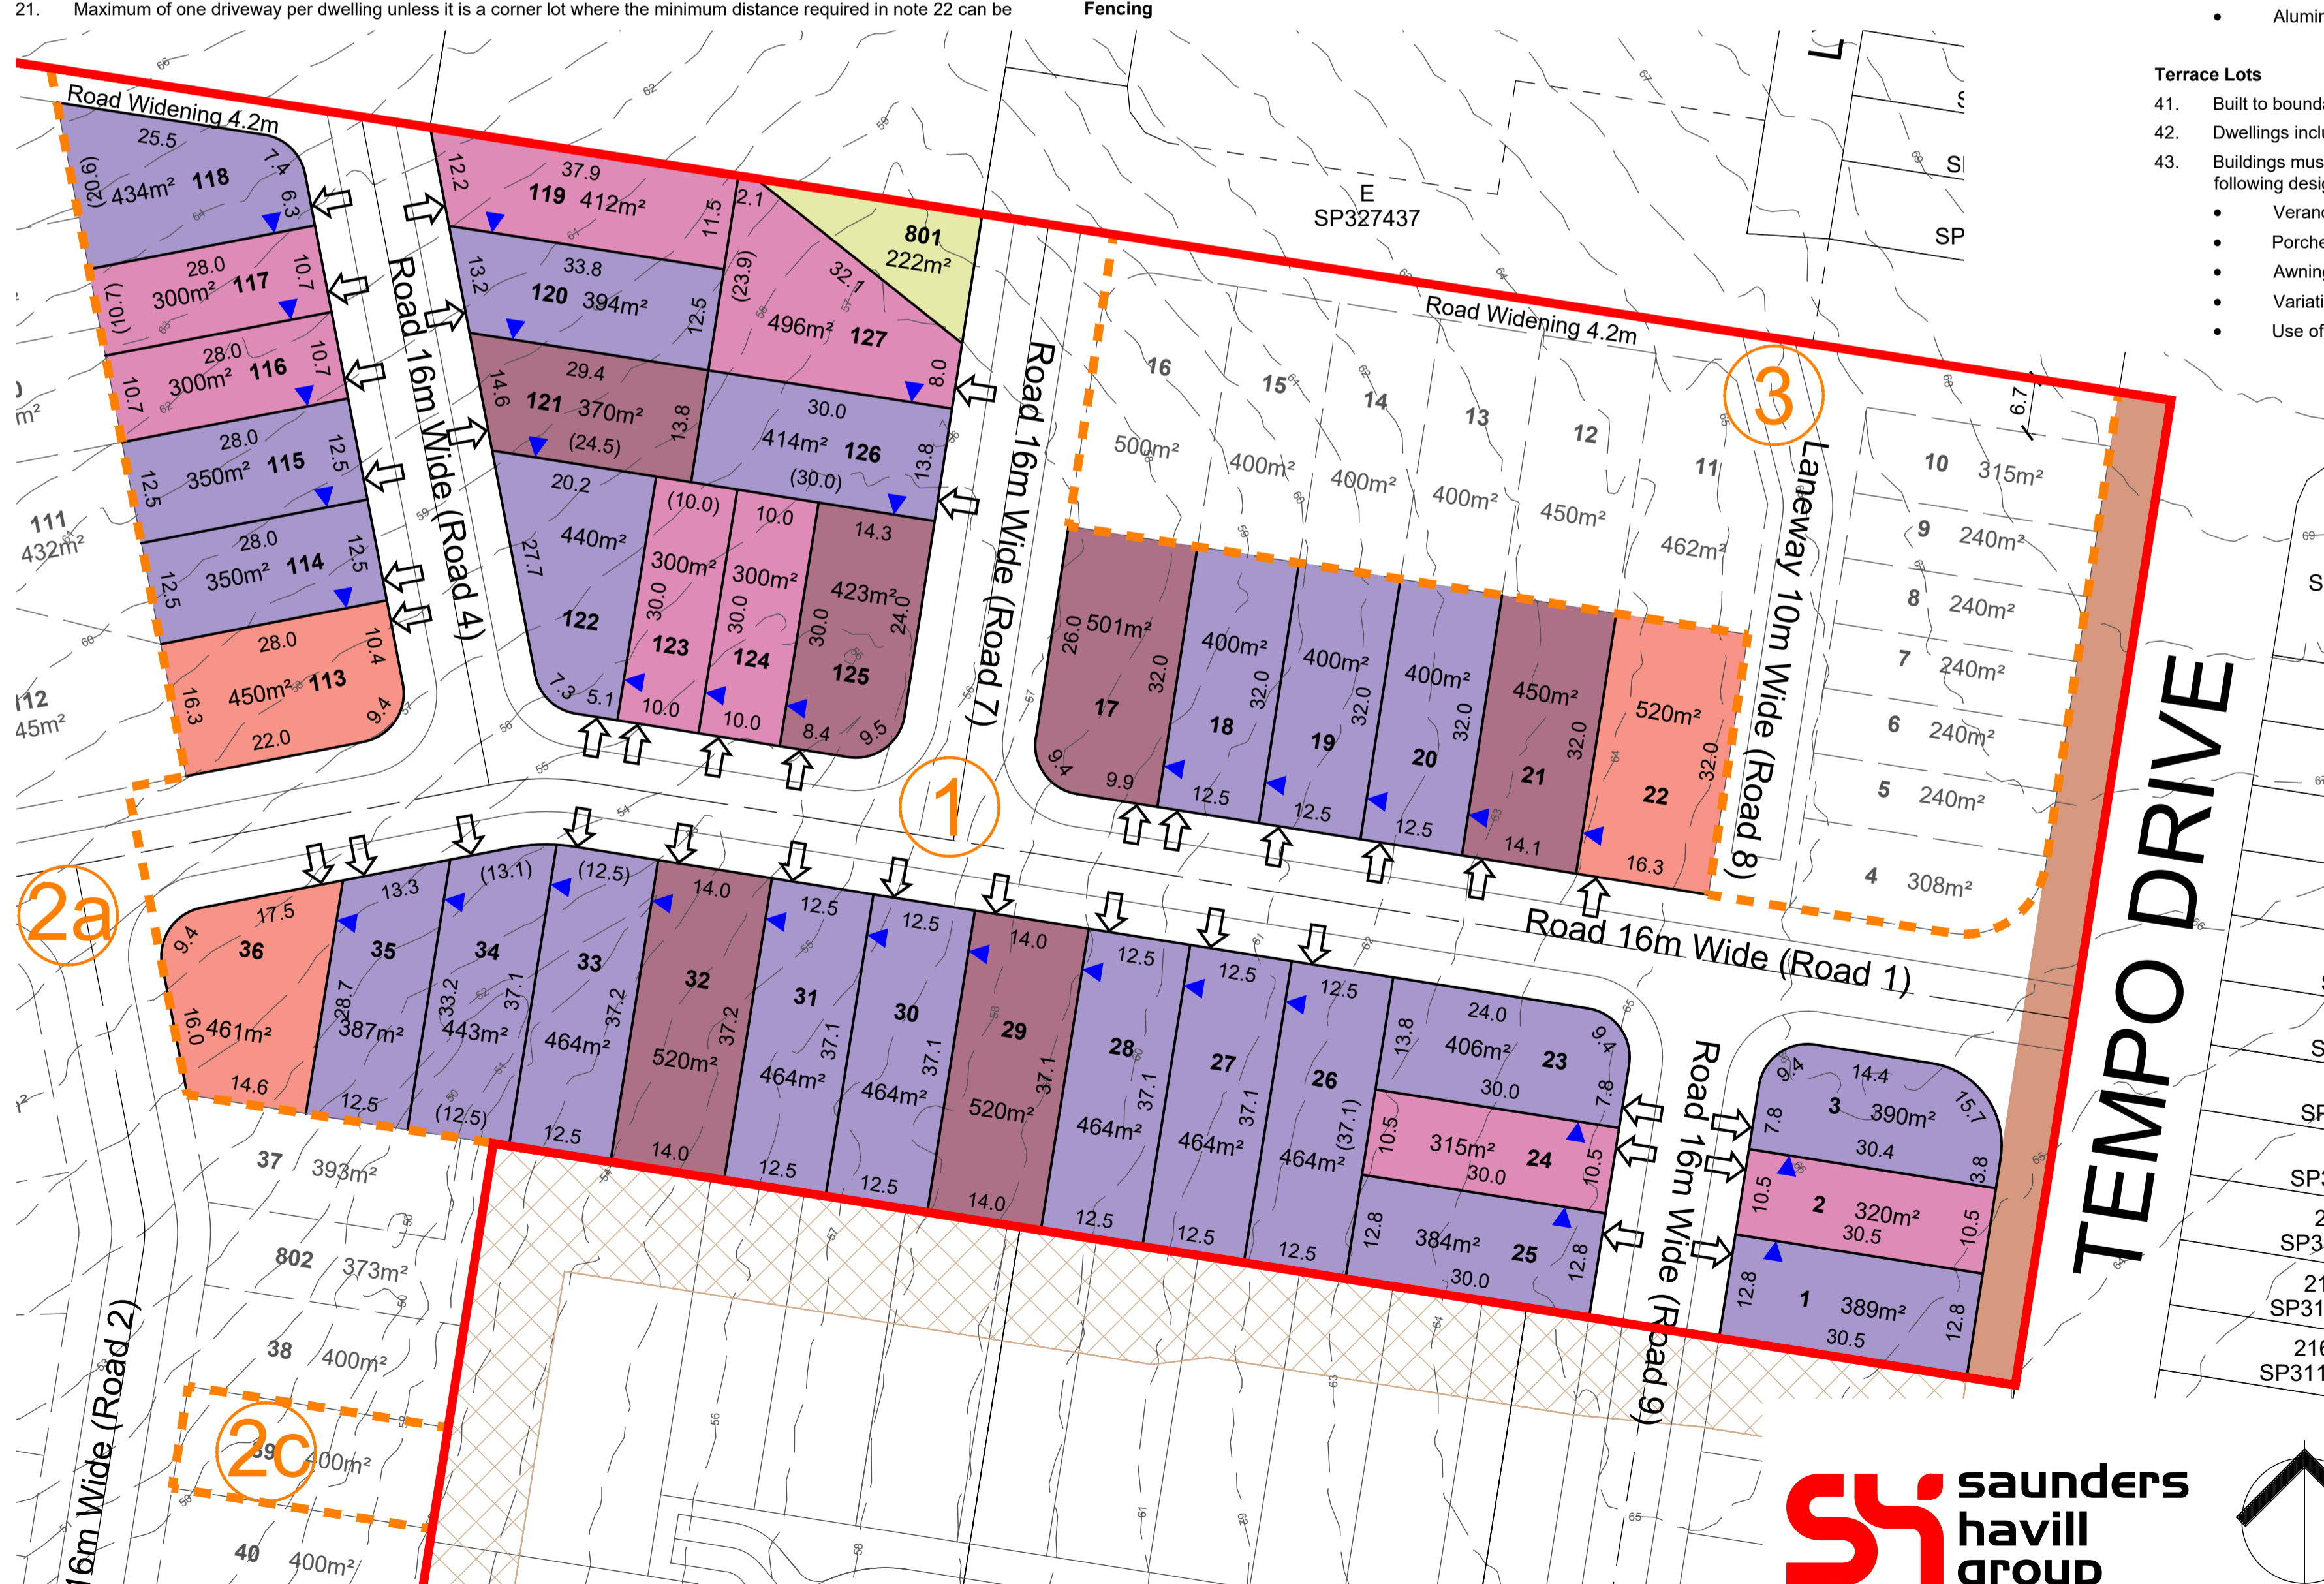 21. Maximum of one driveway per dwelling unless it is a corner lot where the minimum distance required in note 22 can be
Fencing
• Alumin
Terrace Lots
41. Built to bounda
42. Dwellings inclu
43. Buildings mus
following desig
• Verand
• Porche
• Awning
• Variati
• Use of
Road Widening 4.2m
25.5
7.4
6.3
(20.6)
434m² 118
28.0
10.7
(10.7)
300m² 117
28.0
10.7
10.7
300m² 116
28.0
12.5
12.5
350m² 115
28.0
12.5
12.5
350m² 114
28.0
10.4
16.3
450m² 113
9.4
22.0
111
432m²
112
45m²
Road 16m Wide (Road 4)
12.2
37.9
119 412m²
11.5
13.2
33.8
120 394m²
12.5
14.6
29.4
121 370m²
(24.5)
13.8
2.1
(23.9)
32.1
496m² 127
8.0
801
222m²
30.0
414m² 126
(30.0)
13.8
20.2
440m²
27.7
122
7.3
5.1
(10.0)
300m²
30.0
123
10.0
10.0
300m²
30.0
124
10.0
14.3
423m²
30.0
24.0
125
8.4
9.5
Road 16m Wide (Road 7)
E
SP327437
SP
Road Widening 4.2m
16
500m²
15
400m²
14
400m²
13
400m²
12
450m²
11
462m²
3
6.7
10 315m²
9 240m²
8 240m²
7 240m²
6 240m²
5 240m²
4 308m²
Laneway 10m Wide (Road 8)
26.0
501m²
32.0
17
9.4
9.9
400m²
18
32.0
12.5
400m²
19
32.0
12.5
400m²
20
32.0
12.5
450m²
21
32.0
14.1
520m²
22
32.0
16.3
1
2a
Road 16m Wide (Road 1)
TEMPO DRIVE
9.4
17.5
36
16.0
461m²
14.6
13.3
35
28.7
387m²
12.5
(13.1)
34
33.2
443m²
37.1
(12.5)
(12.5)
33
37.2
464m²
12.5
14.0
32
37.2
520m²
14.0
12.5
31
37.1
464m²
12.5
12.5
30
37.1
464m²
12.5
14.0
29
37.1
520m²
14.0
12.5
28
37.1
464m²
12.5
12.5
27
37.1
464m²
12.5
12.5
26
(37.1)
464m²
12.5
24.0
9.4
13.8
406m² 23
30.0
7.8
10.5
315m² 24
30.0
10.5
12.8
384m² 25
30.0
12.8
Road 16m Wide (Road 9)
9.4
14.4
15.7
7.8
3 390m²
30.4
3.8
10.5
2 320m²
30.5
10.5
12.8
1 389m²
30.5
12.8
37 393m²
802 373m²
38 400m²
39 400m²
2c
40 400m²
16m Wide (Road 2)
SP3
SP31
216
SP311
saunders
havill
group